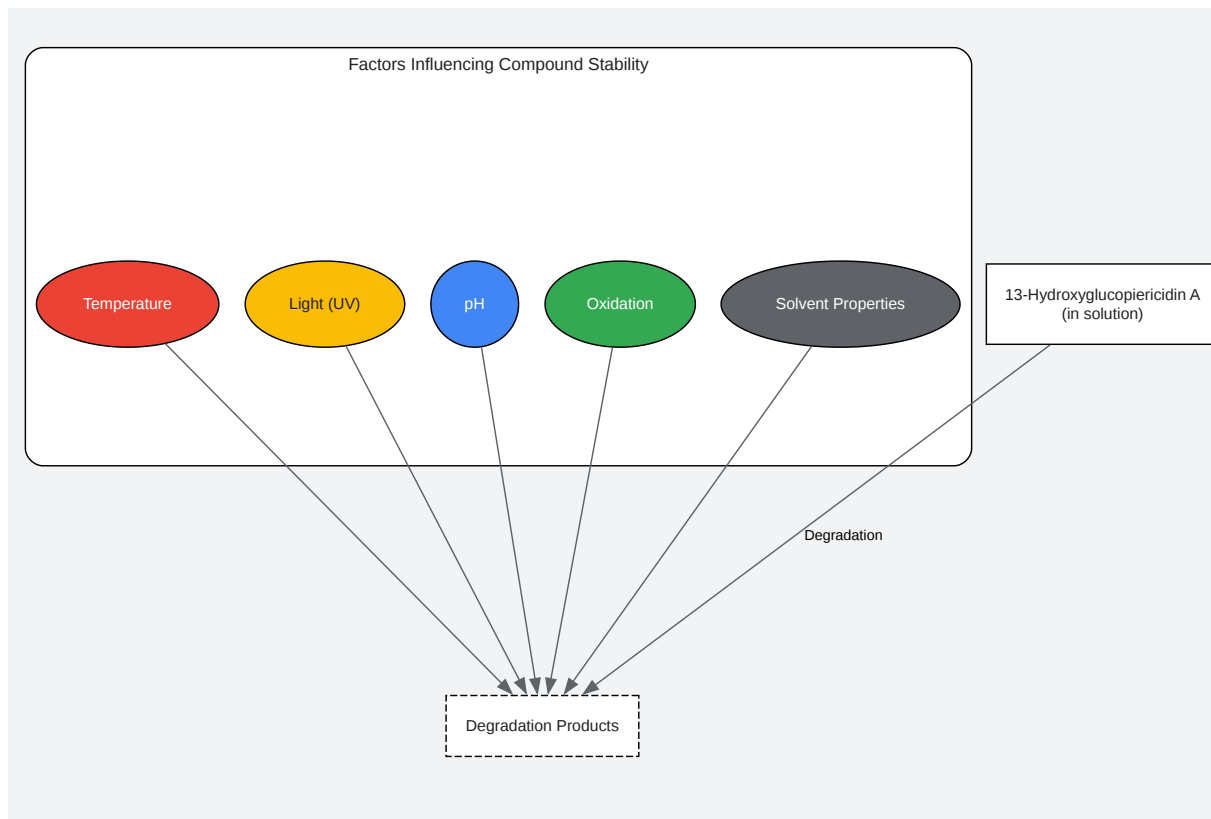 Factors Influencing Compound Stability
Temperature
Light (UV)
pH
Oxidation
Solvent Properties
13-Hydroxyglucopiericidin A
(in solution)
Degradation
Degradation Products